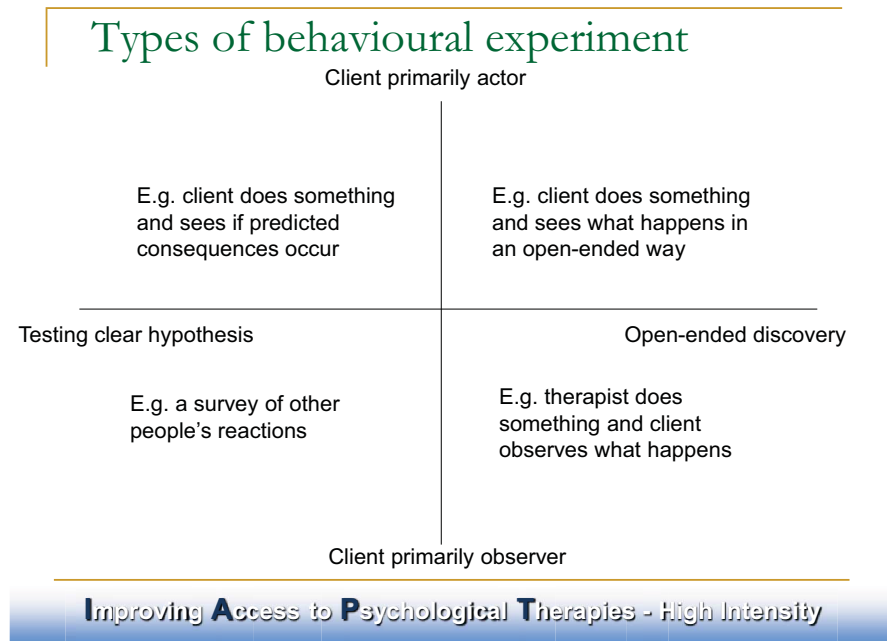 Types of behavioural experiment
Client primarily actor
E.g. client does something
and sees if predicted
consequences occur
E.g. client does something
and sees what happens in
an open-ended way
Testing clear hypothesis
Open-ended discovery
E.g. a survey of other
people's reactions
E.g. therapist does
something and client
observes what happens
Client primarily observer
Improving Access to Psychological Therapies - High Intensity